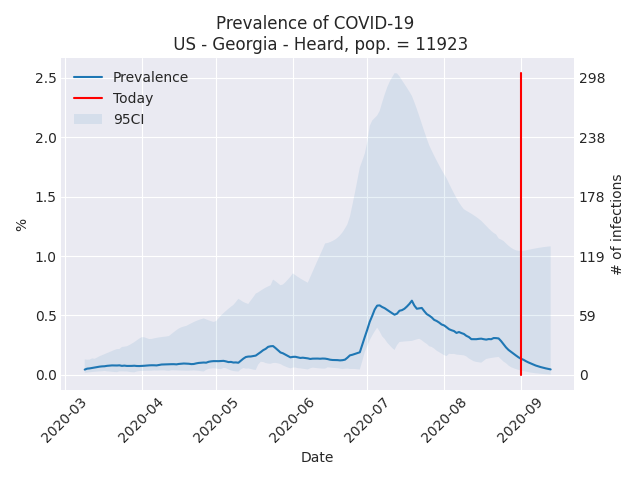 Prevalence of COVID-19
US - Georgia - Heard, pop. = 11923
Prevalence
Today
95CI
2.5
2.0
1.5
1.0
0.5
0.0
%
298
238
178
119
59
0
# of infections
2020-03
2020-04
2020-05
2020-06
2020-07
2020-08
2020-09
Date